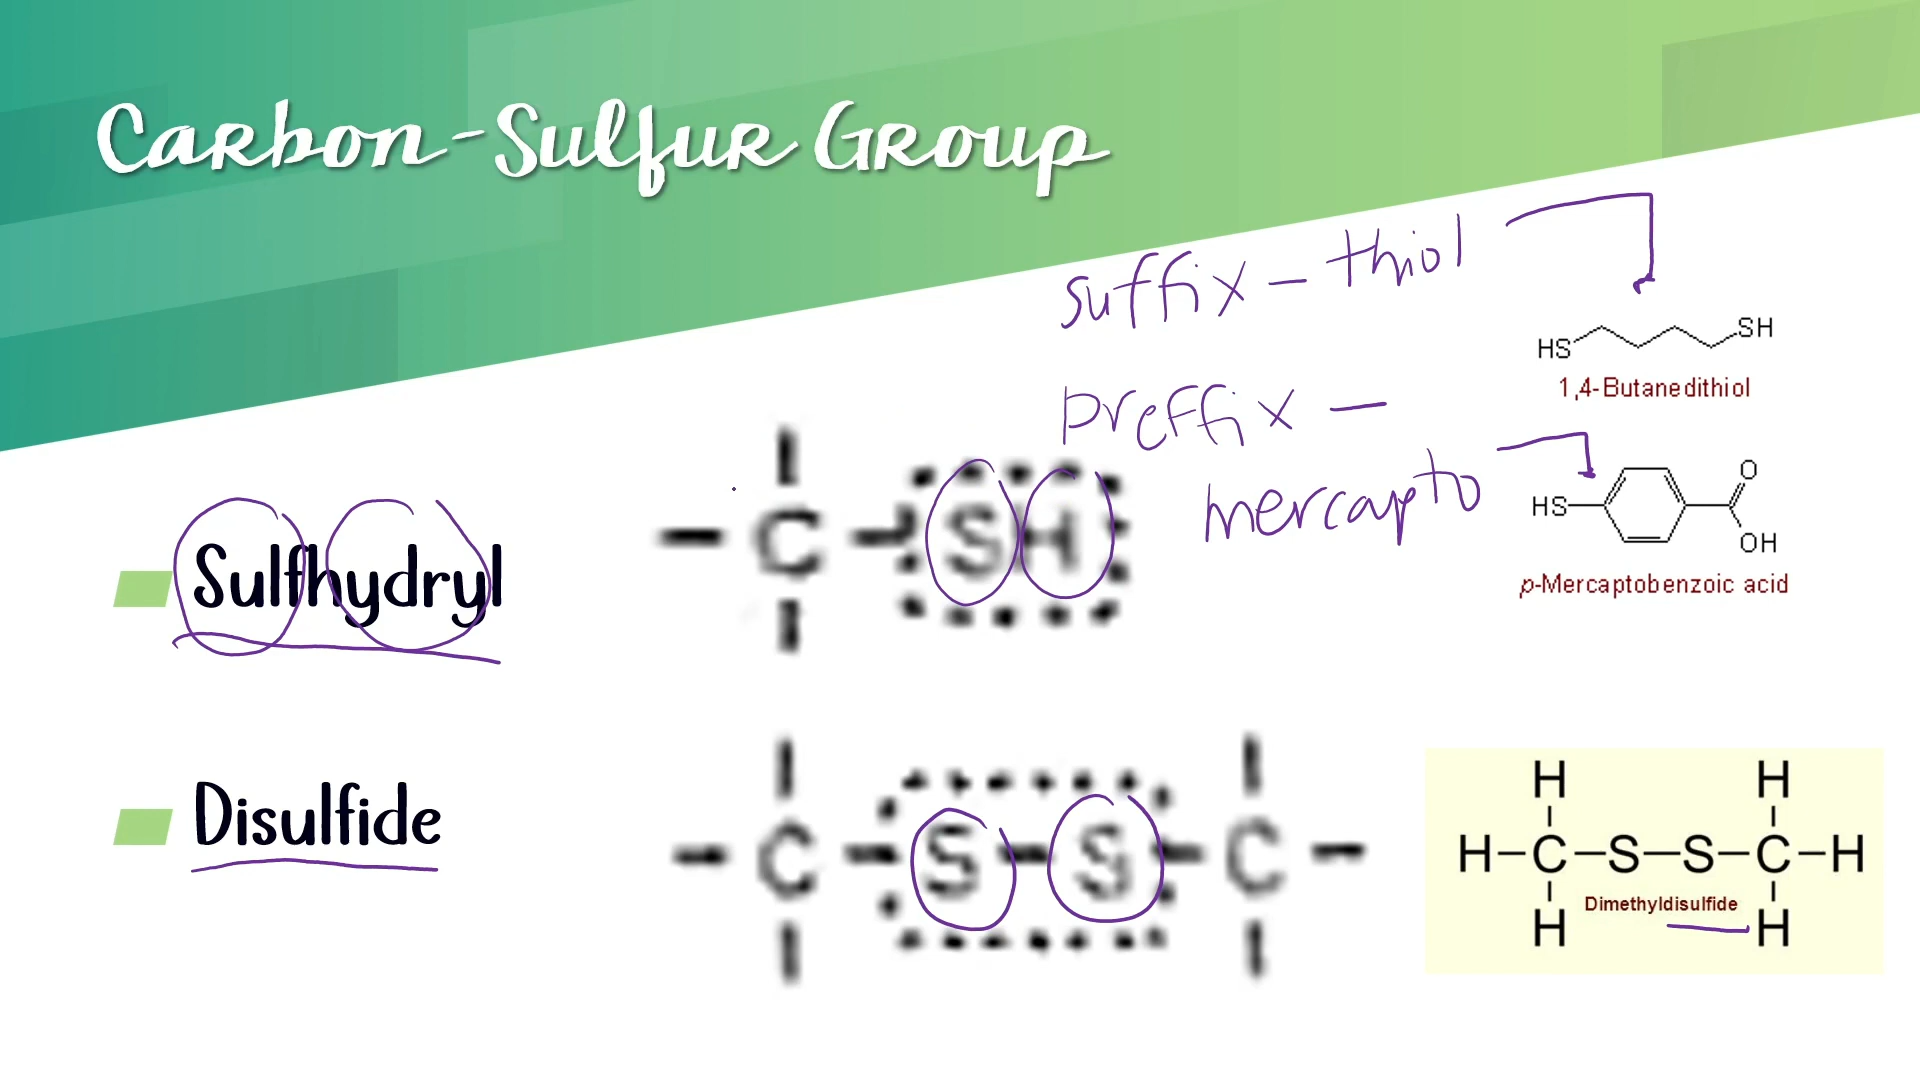 Carbon-Sulfur Group
suffix – thiol
HS SH
1,4-Butanedithiol
preffix –
mercapto
Sulfhydryl
C SH
HS O
OH
p-Mercaptobenzoic acid
Disulfide
C S S C
H H
H–C–S–S–C–H
Dimethyldisulfide
H H